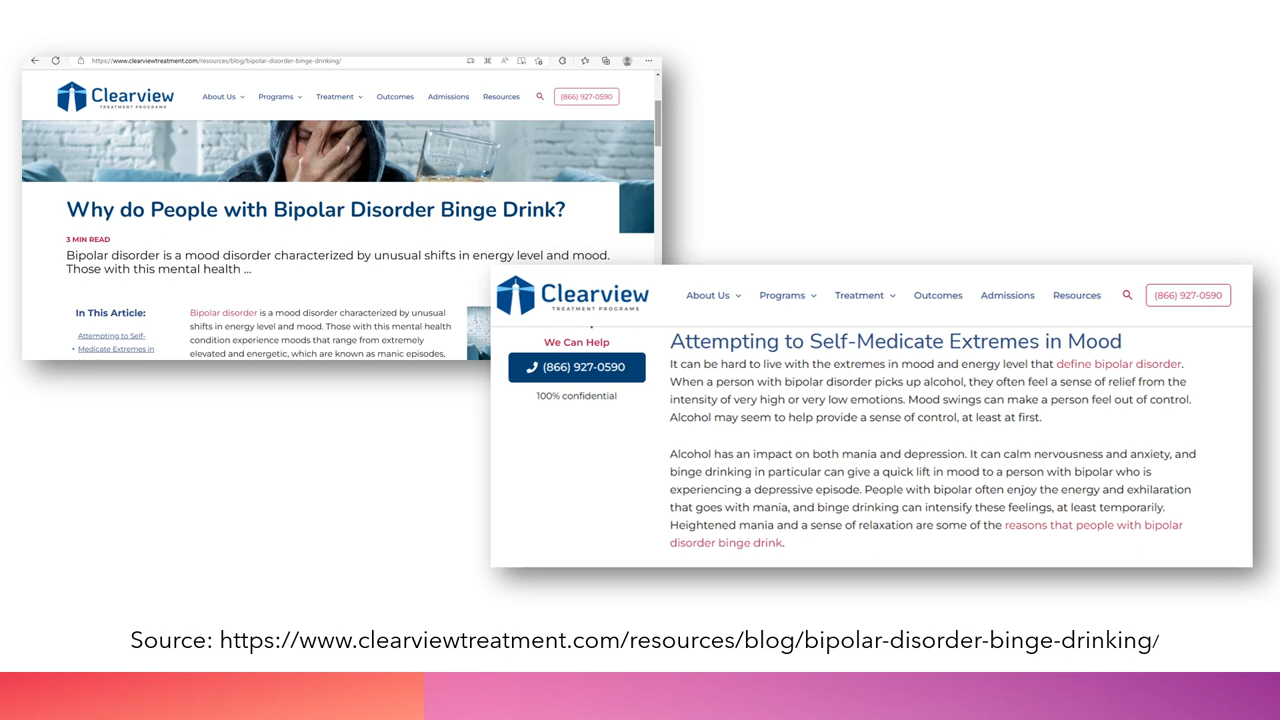 https://www.clearviewtreatment.com/resources/blog/bipolar-disorder-binge-drinking/
Clearview
TREATMENT PROGRAMS
About Us
Programs
Treatment
Outcomes
Admissions
Resources
(866) 927-0590
Why do People with Bipolar Disorder Binge Drink?
3 MIN READ
Bipolar disorder is a mood disorder characterized by unusual shifts in energy level and mood.
Those with this mental health ...
In This Article:
Attempting to Self-
Medicate Extremes in
Bipolar disorder is a mood disorder characterized by unusual
shifts in energy level and mood. Those with this mental health
condition experience moods that range from extremely
elevated and energetic, which are known as manic episodes,
Clearview
TREATMENT PROGRAMS
About Us
Programs
Treatment
Outcomes
Admissions
Resources
(866) 927-0590
We Can Help
(866) 927-0590
100% confidential
Attempting to Self-Medicate Extremes in Mood
It can be hard to live with the extremes in mood and energy level that define bipolar disorder.
When a person with bipolar disorder picks up alcohol, they often feel a sense of relief from the
intensity of very high or very low emotions. Mood swings can make a person feel out of control.
Alcohol may seem to help provide a sense of control, at least at first.
Alcohol has an impact on both mania and depression. It can calm nervousness and anxiety, and
binge drinking in particular can give a quick lift in mood to a person with bipolar who is
experiencing a depressive episode. People with bipolar often enjoy the energy and exhilaration
that goes with mania, and binge drinking can intensify these feelings, at least temporarily.
Heightened mania and a sense of relaxation are some of the reasons that people with bipolar
disorder binge drink.
Source: https://www.clearviewtreatment.com/resources/blog/bipolar-disorder-binge-drinking/